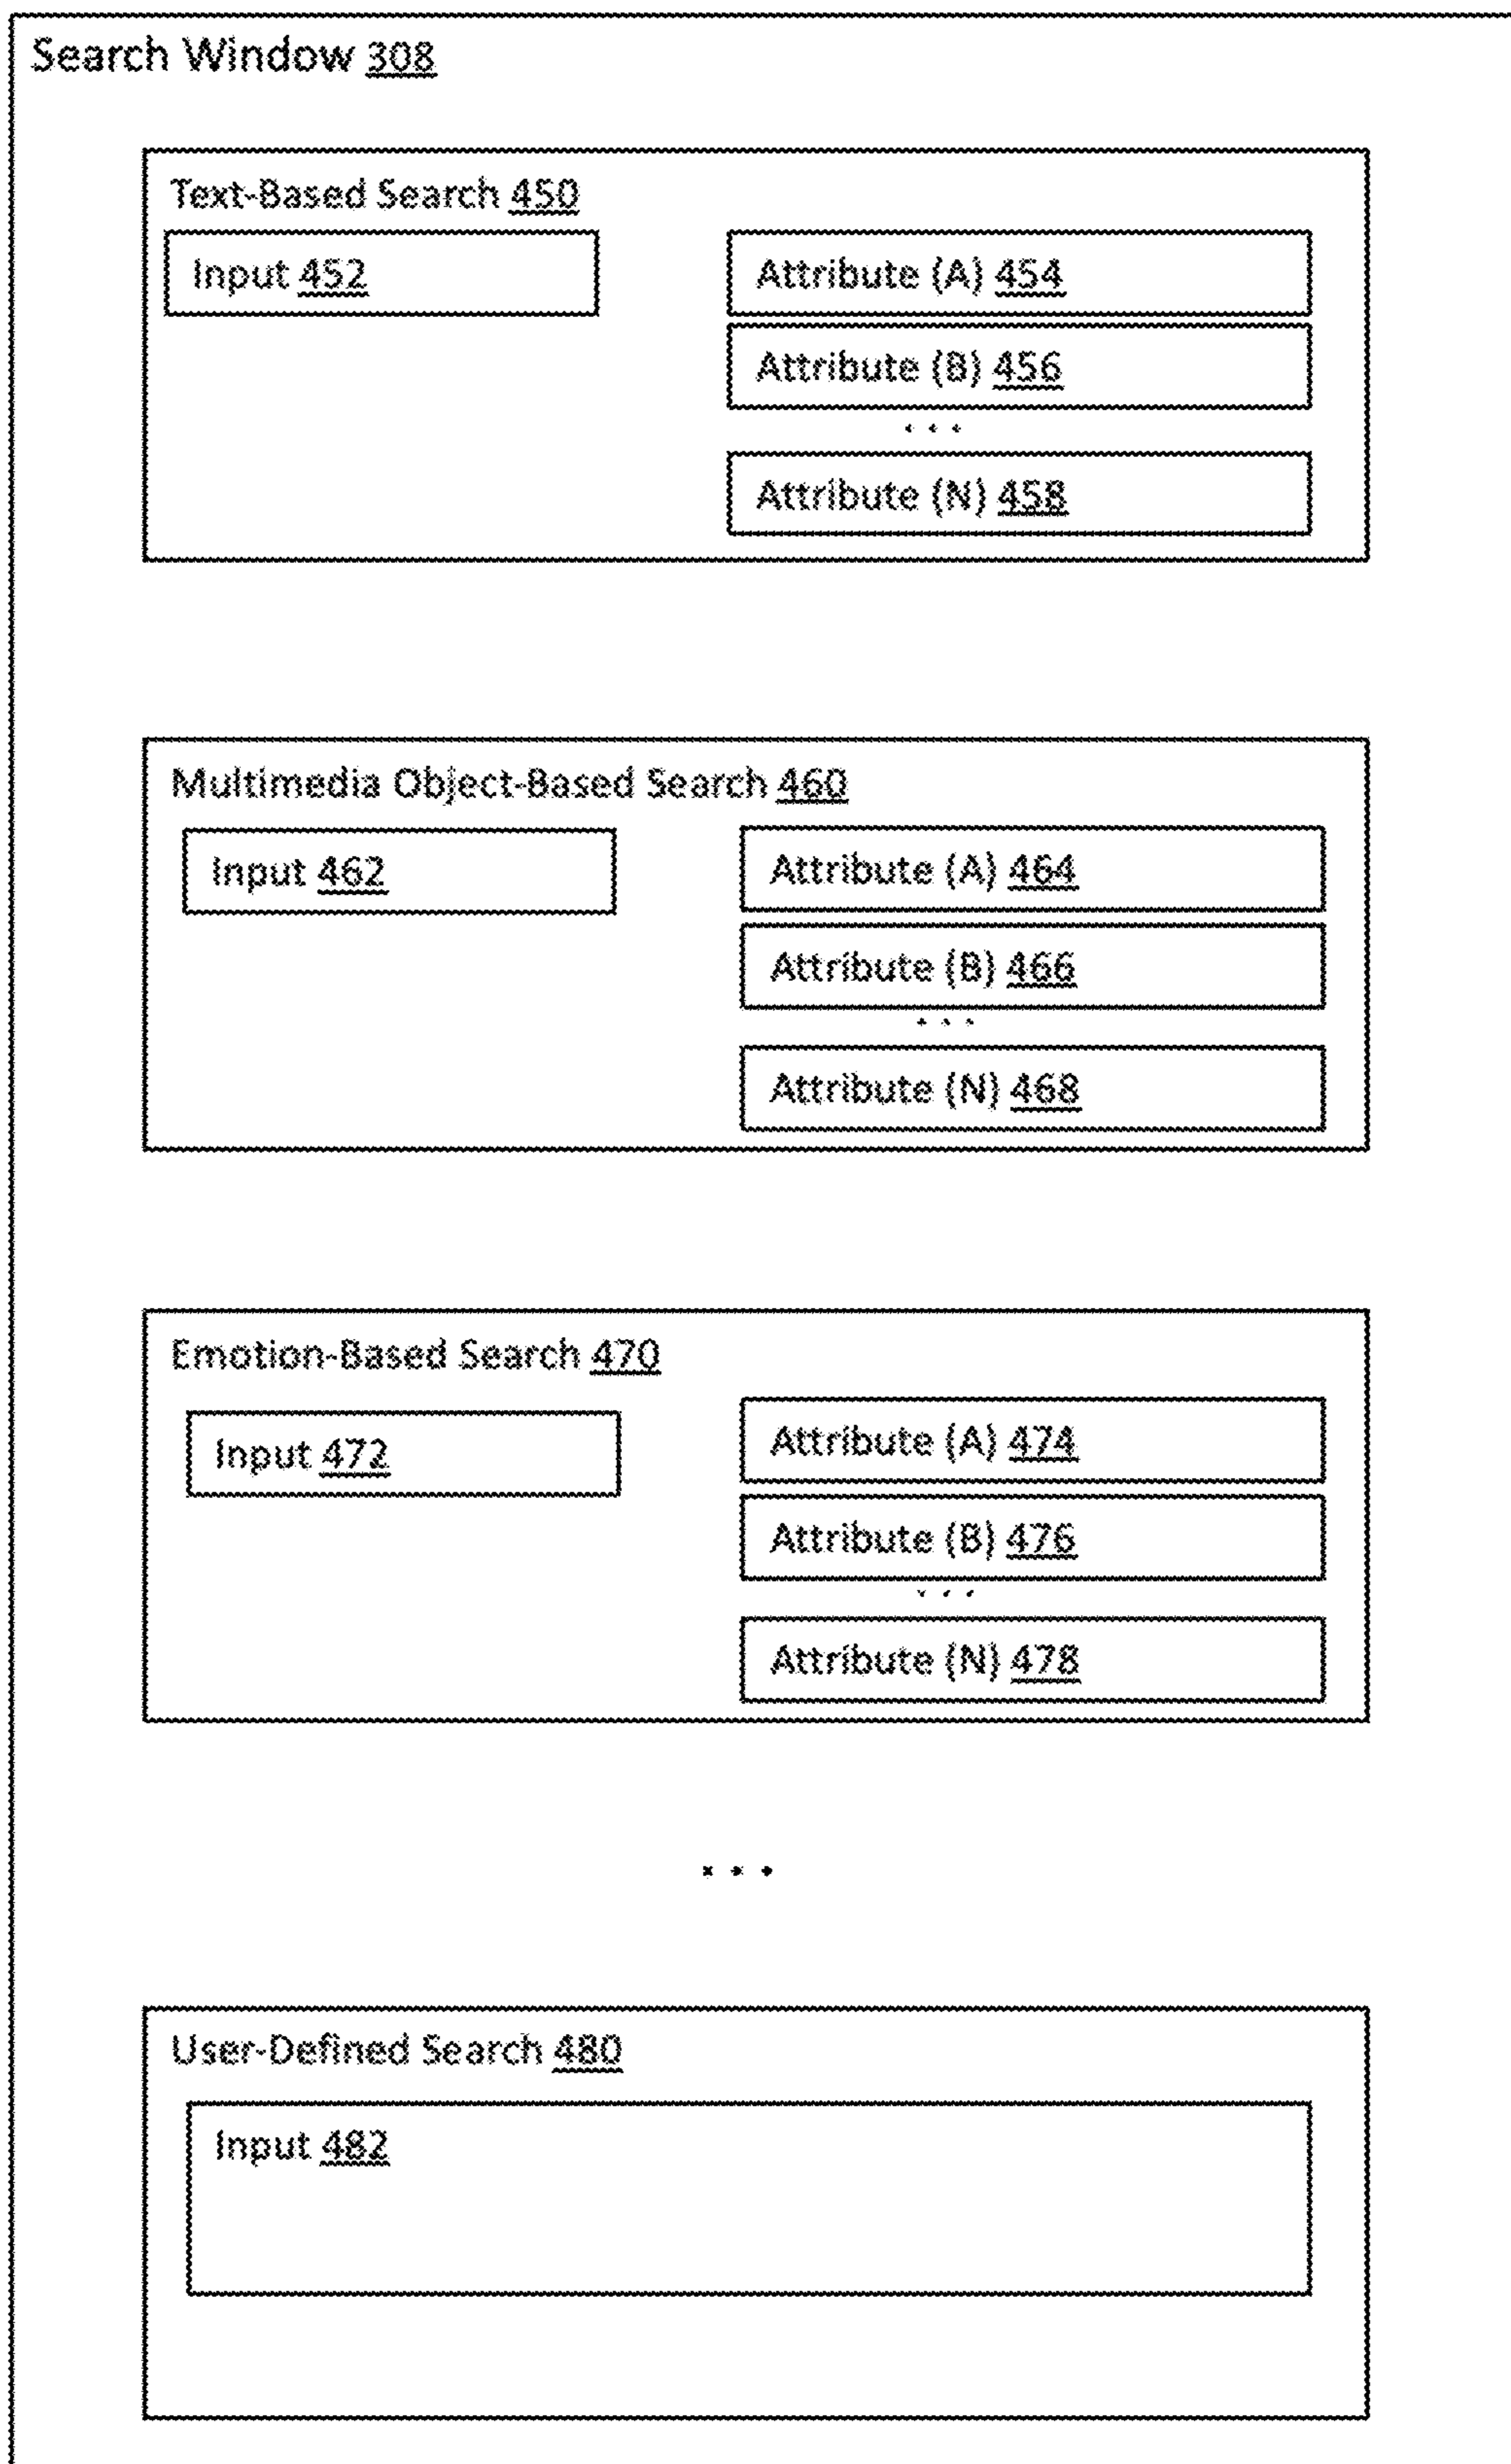 Search Window 308
Text-Based Search 450
Input 452
Attribute (A) 454
Attribute (B) 456
...
Attribute (N) 458
Multimedia Object-Based Search 460
Input 462
Attribute (A) 464
Attribute (B) 466
...
Attribute (N) 468
Emotion-Based Search 470
Input 472
Attribute (A) 474
Attribute (B) 476
...
Attribute (N) 478
...
User-Defined Search 480
Input 482